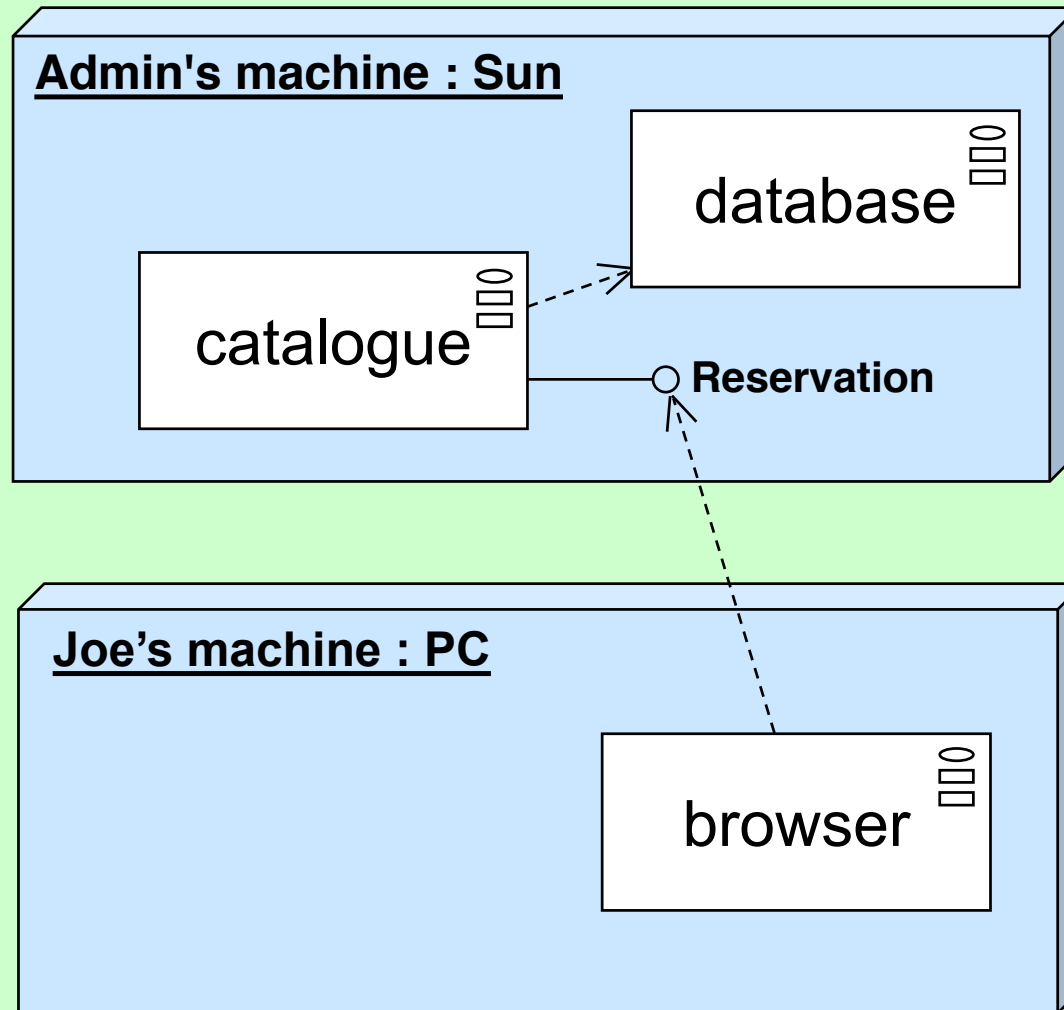 Admin's machine : Sun
database
catalogue
Reservation
Joe’s machine : PC
browser